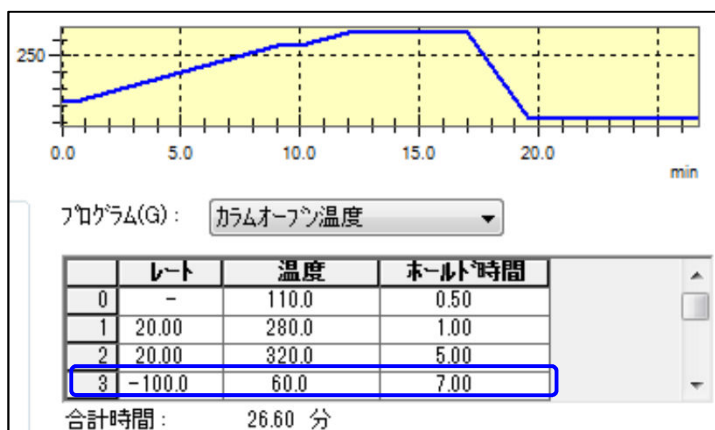 250
0.0 5.0 10.0 15.0 20.0
min
ﾌﾟﾛｸﾞﾗﾑ(G)： ｶﾗﾑｵｰﾌﾞﾝ温度
ﾚｰﾄ 温度 ﾎｰﾙﾄﾞ時間
0 - 110.0 0.50
1 20.00 280.0 1.00
2 20.00 320.0 5.00
3 -100.0 60.0 7.00
合計時間： 26.60 分